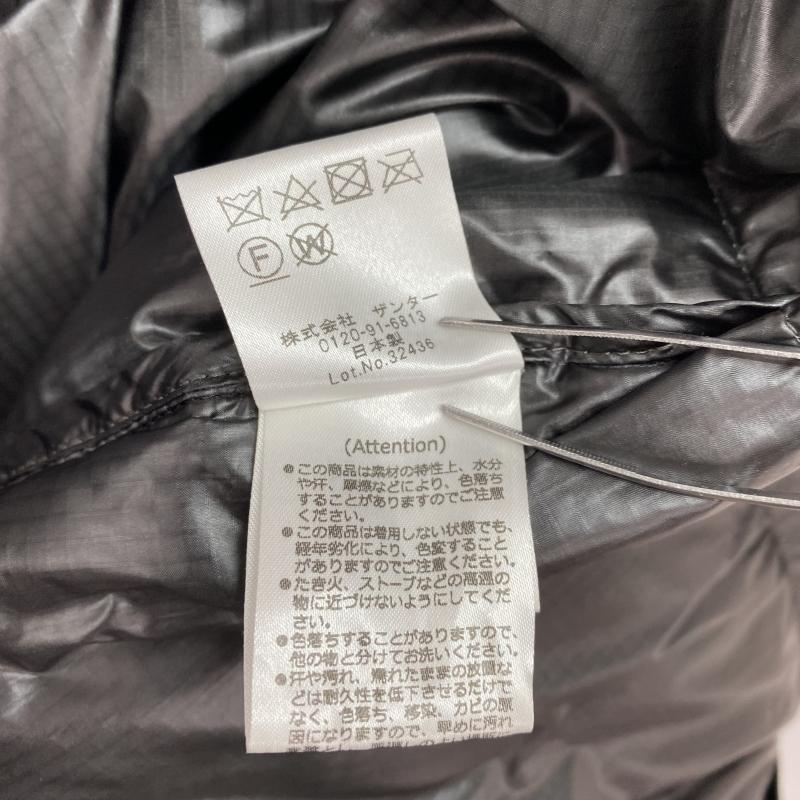 F
W
株式会社 ザンター
0120-91-6813
日本製
Lot.No.32436
(Attention)
●この商品は素材の特性上、水分
や汗、摩擦などにより、色落ち
することがありますのでご注意
ください。
●この商品は着用しない状態でも、
経年劣化により、色変すること
がありますのでご注意ください。
●たき火、ストーブなどの高温の
物に近づけないようにしてくだ
さい。
●色落ちすることがありますので、
他の物と分けてお洗いください。
●汗や汚れ、濡れたままの放置な
どは耐久性を低下させるだけで
なく、色落ち、移染、カビの原
因になりますので、早めに汚れ